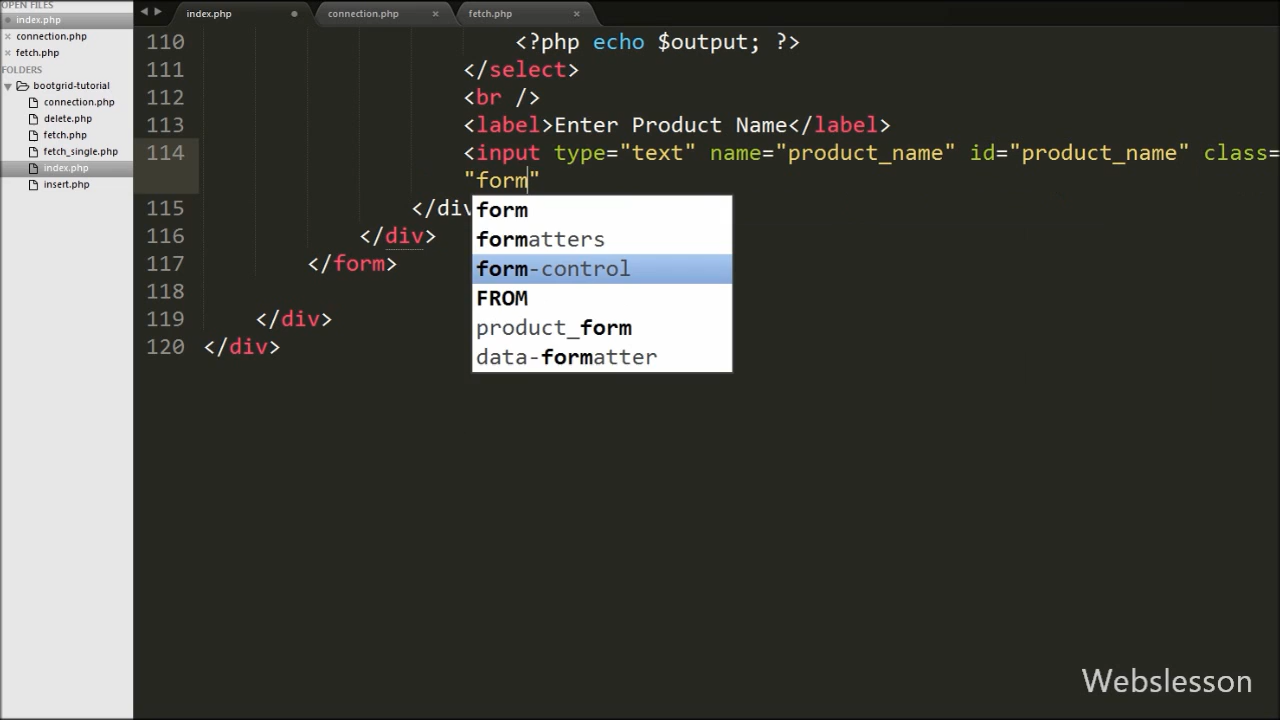 OPEN FILES
index.php
connection.php
fetch.php
FOLDERS
bootgrid-tutorial
connection.php
delete.php
fetch.php
fetch_single.php
index.php
insert.php
index.php
connection.php
fetch.php
110 <?php echo $output; ?>
111 </select>
112 <br />
113 <label>Enter Product Name</label>
114 <input type="text" name="product_name" id="product_name" class=
"form"
115 </div
116 </div>
117 </form>
118
119 </div>
120 </div>
form
formatters
form-control
FROM
product_form
data-formatter
Webslesson